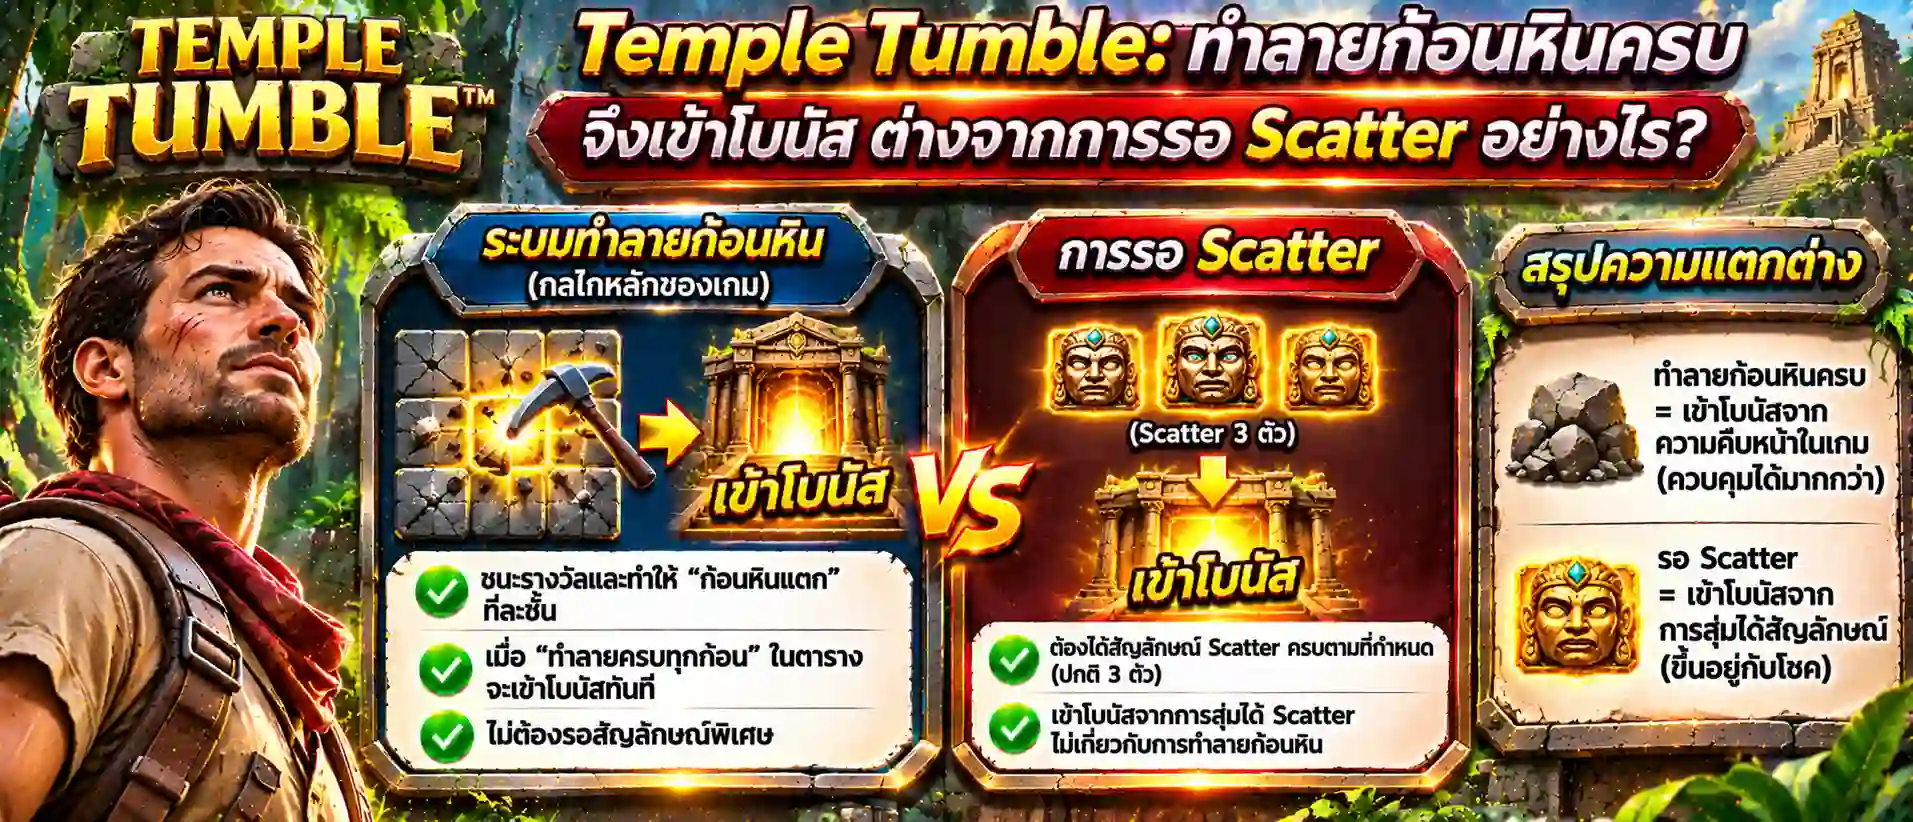 TEMPLE
TUMBLE™
Temple Tumble: ทำลายก้อนหินครบ
จึงเข้าโบนัส ต่างจากการรอ Scatter อย่างไร?
ระบบทำลายก้อนหิน
(กลไกหลักของเกม)
เข้าโบนัส
ชนะรางวัลและทำให้ “ก้อนหินแตก”
ทีละชั้น
เมื่อ “ทำลายครบทุกก้อน” ในตาราง
จะเข้าโบนัสทันที
ไม่ต้องรอสัญลักษณ์พิเศษ
VS
การรอ Scatter
(Scatter 3 ตัว)
เข้าโบนัส
ต้องได้สัญลักษณ์ Scatter ครบตามที่กำหนด
(ปกติ 3 ตัว)
เข้าโบนัสจากการสุ่มได้ Scatter
ไม่เกี่ยวกับการทำลายก้อนหิน
สรุปความแตกต่าง
ทำลายก้อนหินครบ
= เข้าโบนัสจาก
ความคืบหน้าในเกม
(ควบคุมได้มากกว่า)
รอ Scatter
= เข้าโบนัสจาก
การสุ่มได้สัญลักษณ์
(ขึ้นอยู่กับโชค)